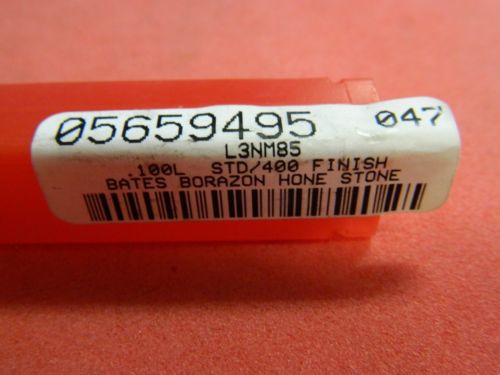 05659495 047
L3NM85
.100L STD/400 FINISH
BATES BORAZON HONE STONE